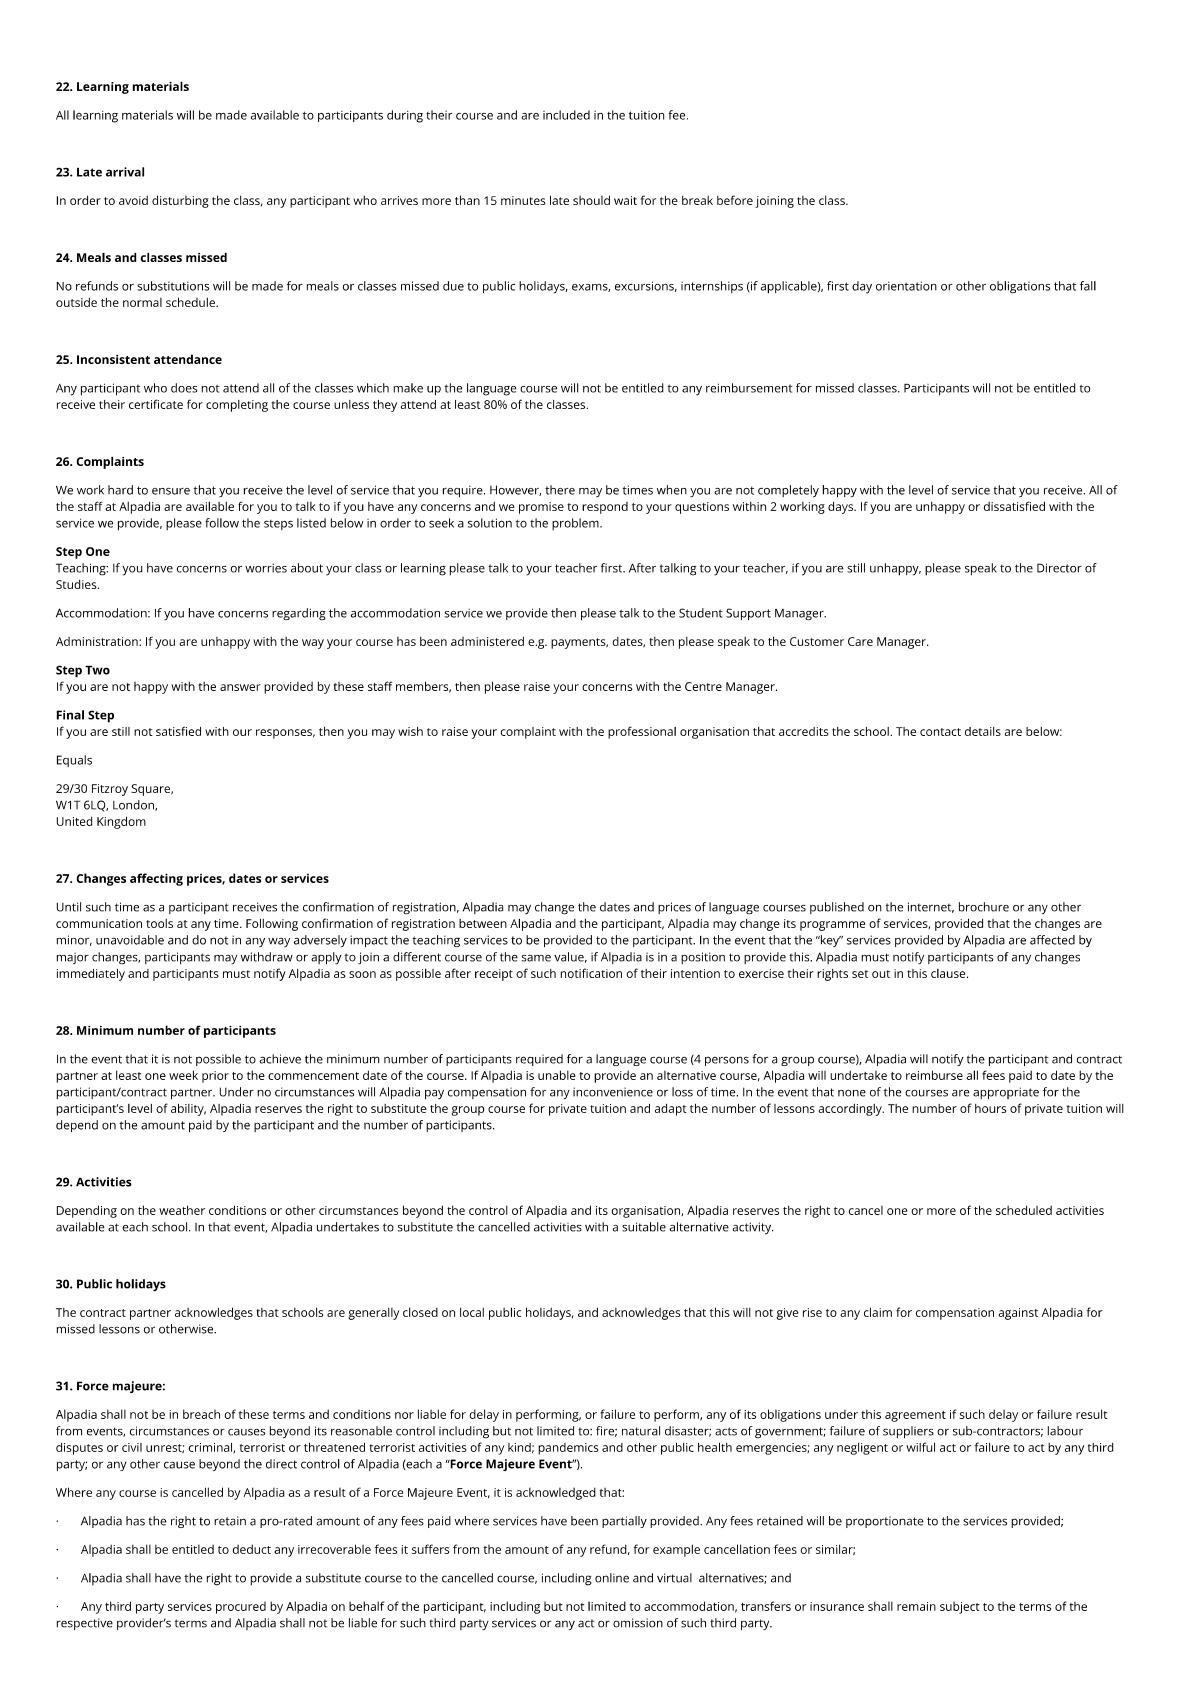 22. Learning materials
All learning materials will be made available to participants during their course and are included in the tuition fee.
23. Late arrival
In order to avoid disturbing the class, any participant who arrives more than 15 minutes late should wait for the break before joining the class.
24. Meals and classes missed
No refunds or substitutions will be made for meals or classes missed due to public holidays, exams, excursions, internships (if applicable), first day orientation or other obligations that fall
outside the normal schedule.
25. Inconsistent attendance
Any participant who does not attend all of the classes which make up the language course will not be entitled to any reimbursement for missed classes. Participants will not be entitled to
receive their certificate for completing the course unless they attend at least 80% of the classes.
26. Complaints
We work hard to ensure that you receive the level of service that you require. However, there may be times when you are not completely happy with the level of service that you receive. All of
the staff at Alpadia are available for you to talk to if you have any concerns and we promise to respond to your questions within 2 working days. If you are unhappy or dissatisfied with the
service we provide, please follow the steps listed below in order to seek a solution to the problem.
Step One
Teaching: If you have concerns or worries about your class or learning please talk to your teacher first. After talking to your teacher, if you are still unhappy, please speak to the Director of
Studies.
Accommodation: If you have concerns regarding the accommodation service we provide then please talk to the Student Support Manager.
Administration: If you are unhappy with the way your course has been administered e.g. payments, dates, then please speak to the Customer Care Manager.
Step Two
If you are not happy with the answer provided by these staff members, then please raise your concerns with the Centre Manager.
Final Step
If you are still not satisfied with our responses, then you may wish to raise your complaint with the professional organisation that accredits the school. The contact details are below:
Equals
29/30 Fitzroy Square,
W1T 6LQ, London,
United Kingdom
27. Changes affecting prices, dates or services
Until such time as a participant receives the confirmation of registration, Alpadia may change the dates and prices of language courses published on the internet, brochure or any other
communication tools at any time. Following confirmation of registration between Alpadia and the participant, Alpadia may change its programme of services, provided that the changes are
minor, unavoidable and do not in any way adversely impact the teaching services to be provided to the participant. In the event that the “key” services provided by Alpadia are affected by
major changes, participants may withdraw or apply to join a different course of the same value, if Alpadia is in a position to provide this. Alpadia must notify participants of any changes
immediately and participants must notify Alpadia as soon as possible after receipt of such notification of their intention to exercise their rights set out in this clause.
28. Minimum number of participants
In the event that it is not possible to achieve the minimum number of participants required for a language course (4 persons for a group course), Alpadia will notify the participant and contract
partner at least one week prior to the commencement date of the course. If Alpadia is unable to provide an alternative course, Alpadia will undertake to reimburse all fees paid to date by the
participant/contract partner. Under no circumstances will Alpadia pay compensation for any inconvenience or loss of time. In the event that none of the courses are appropriate for the
participant’s level of ability, Alpadia reserves the right to substitute the group course for private tuition and adapt the number of lessons accordingly. The number of hours of private tuition will
depend on the amount paid by the participant and the number of participants.
29. Activities
Depending on the weather conditions or other circumstances beyond the control of Alpadia and its organisation, Alpadia reserves the right to cancel one or more of the scheduled activities
available at each school. In that event, Alpadia undertakes to substitute the cancelled activities with a suitable alternative activity.
30. Public holidays
The contract partner acknowledges that schools are generally closed on local public holidays, and acknowledges that this will not give rise to any claim for compensation against Alpadia for
missed lessons or otherwise.
31. Force majeure:
Alpadia shall not be in breach of these terms and conditions nor liable for delay in performing, or failure to perform, any of its obligations under this agreement if such delay or failure result
from events, circumstances or causes beyond its reasonable control including but not limited to: fire; natural disaster; acts of government; failure of suppliers or sub-contractors; labour
disputes or civil unrest; criminal, terrorist or threatened terrorist activities of any kind; pandemics and other public health emergencies; any negligent or wilful act or failure to act by any third
party; or any other cause beyond the direct control of Alpadia (each a “Force Majeure Event”).
Where any course is cancelled by Alpadia as a result of a Force Majeure Event, it is acknowledged that:
· Alpadia has the right to retain a pro-rated amount of any fees paid where services have been partially provided. Any fees retained will be proportionate to the services provided;
· Alpadia shall be entitled to deduct any irrecoverable fees it suffers from the amount of any refund, for example cancellation fees or similar;
· Alpadia shall have the right to provide a substitute course to the cancelled course, including online and virtual alternatives; and
· Any third party services procured by Alpadia on behalf of the participant, including but not limited to accommodation, transfers or insurance shall remain subject to the terms of the
respective provider’s terms and Alpadia shall not be liable for such third party services or any act or omission of such third party.